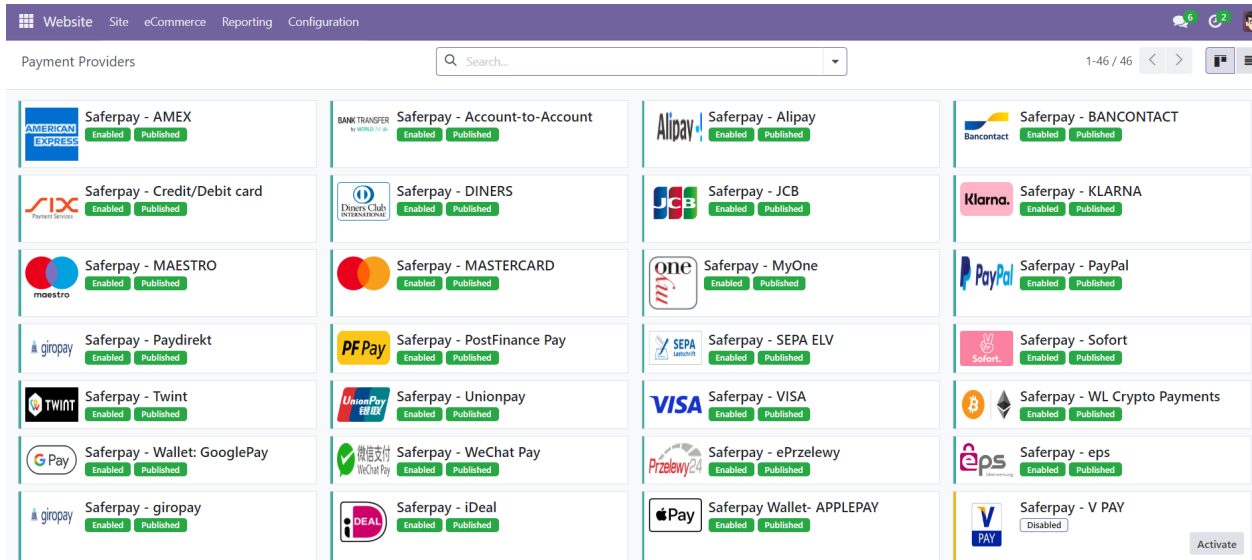 Website Site eCommerce Reporting Configuration 6 2
Payment Providers Search... 1-46 / 46
AMERICAN EXPRESS
Saferpay - AMEX
Enabled Published
BANK TRANSFER
Saferpay - Account-to-Account
Enabled Published
Alipay
Saferpay - Alipay
Enabled Published
Bancontact
Saferpay - BANCONTACT
Enabled Published
SIX
Payment Services
Saferpay - Credit/Debit card
Enabled Published
Diners Club
INTERNATIONAL
Saferpay - DINERS
Enabled Published
JCB
Saferpay - JCB
Enabled Published
Klarna.
Saferpay - KLARNA
Enabled Published
maestro
Saferpay - MAESTRO
Enabled Published
Saferpay - MASTERCARD
Enabled Published
my one
Saferpay - MyOne
Enabled Published
PayPal
Saferpay - PayPal
Enabled Published
giropay
Saferpay - Paydirekt
Enabled Published
PF Pay
Saferpay - PostFinance Pay
Enabled Published
SEPA
Lastschrift
Saferpay - SEPA ELV
Enabled Published
Sofort.
Saferpay - Sofort
Enabled Published
TWINT
Saferpay - Twint
Enabled Published
UnionPay
银联
Saferpay - Unionpay
Enabled Published
VISA
Saferpay - VISA
Enabled Published
Saferpay - WL Crypto Payments
Enabled Published
G Pay
Saferpay - Wallet: GooglePay
Enabled Published
微信支付
WeChat Pay
Saferpay - WeChat Pay
Enabled Published
Przelewy24
Saferpay - ePrzelewy
Enabled Published
eps
Saferpay - eps
Enabled Published
giropay
Saferpay - giropay
Enabled Published
iDEAL
Saferpay - iDeal
Enabled Published
Pay
Saferpay Wallet- APPLEPAY
Enabled Published
V PAY
Saferpay - V PAY
Disabled
Activate